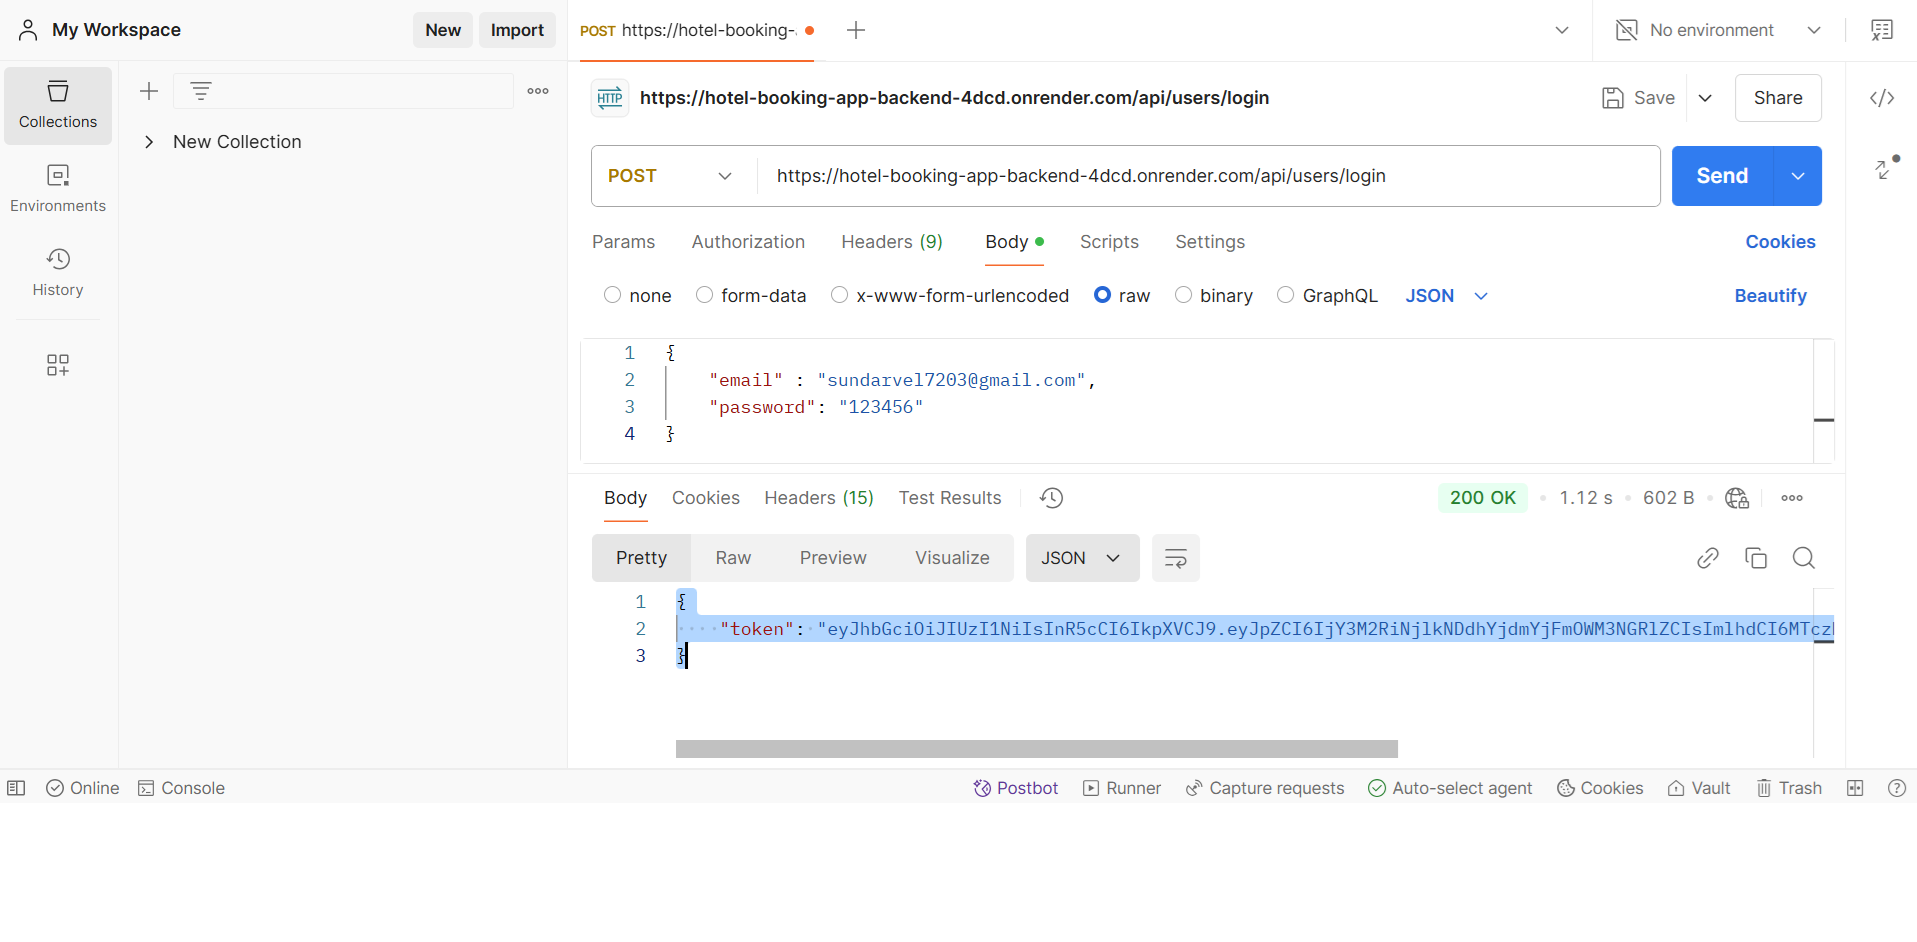 My Workspace
New
Import
POST https://hotel-booking-
No environment
Collections
Environments
History
New Collection
HTTP
https://hotel-booking-app-backend-4dcd.onrender.com/api/users/login
Save
Share
POST
https://hotel-booking-app-backend-4dcd.onrender.com/api/users/login
Send
Params
Authorization
Headers (9)
Body
Scripts
Settings
Cookies
none
form-data
x-www-form-urlencoded
raw
binary
GraphQL
JSON
Beautify
1 {
2 "email" : "sundarvel7203@gmail.com",
3 "password": "123456"
4 }
Body
Cookies
Headers (15)
Test Results
200 OK
1.12 s
602 B
Pretty
Raw
Preview
Visualize
JSON
1 {
2 "token": "eyJhbGciOiJIUzI1NiIsInR5cCI6IkpXVCJ9.eyJpZCI6IjY3M2RiNjlkNDdhYjdmYjFmOWM3NGRlZCIsImlhdCI6MTcz
3 }
Online
Console
Postbot
Runner
Capture requests
Auto-select agent
Cookies
Vault
Trash